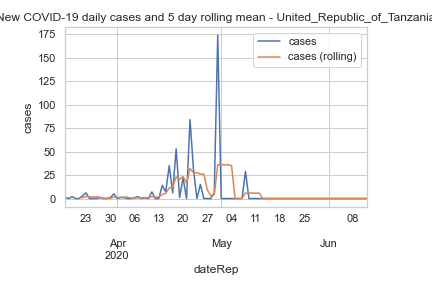 New COVID-19 daily cases and 5 day rolling mean - United_Republic_of_Tanzania
cases
cases (rolling)
175
150
125
100
75
50
25
0
cases
23 30 06 13 20 27 04 11 18 25 08
Apr May Jun
2020
dateRep